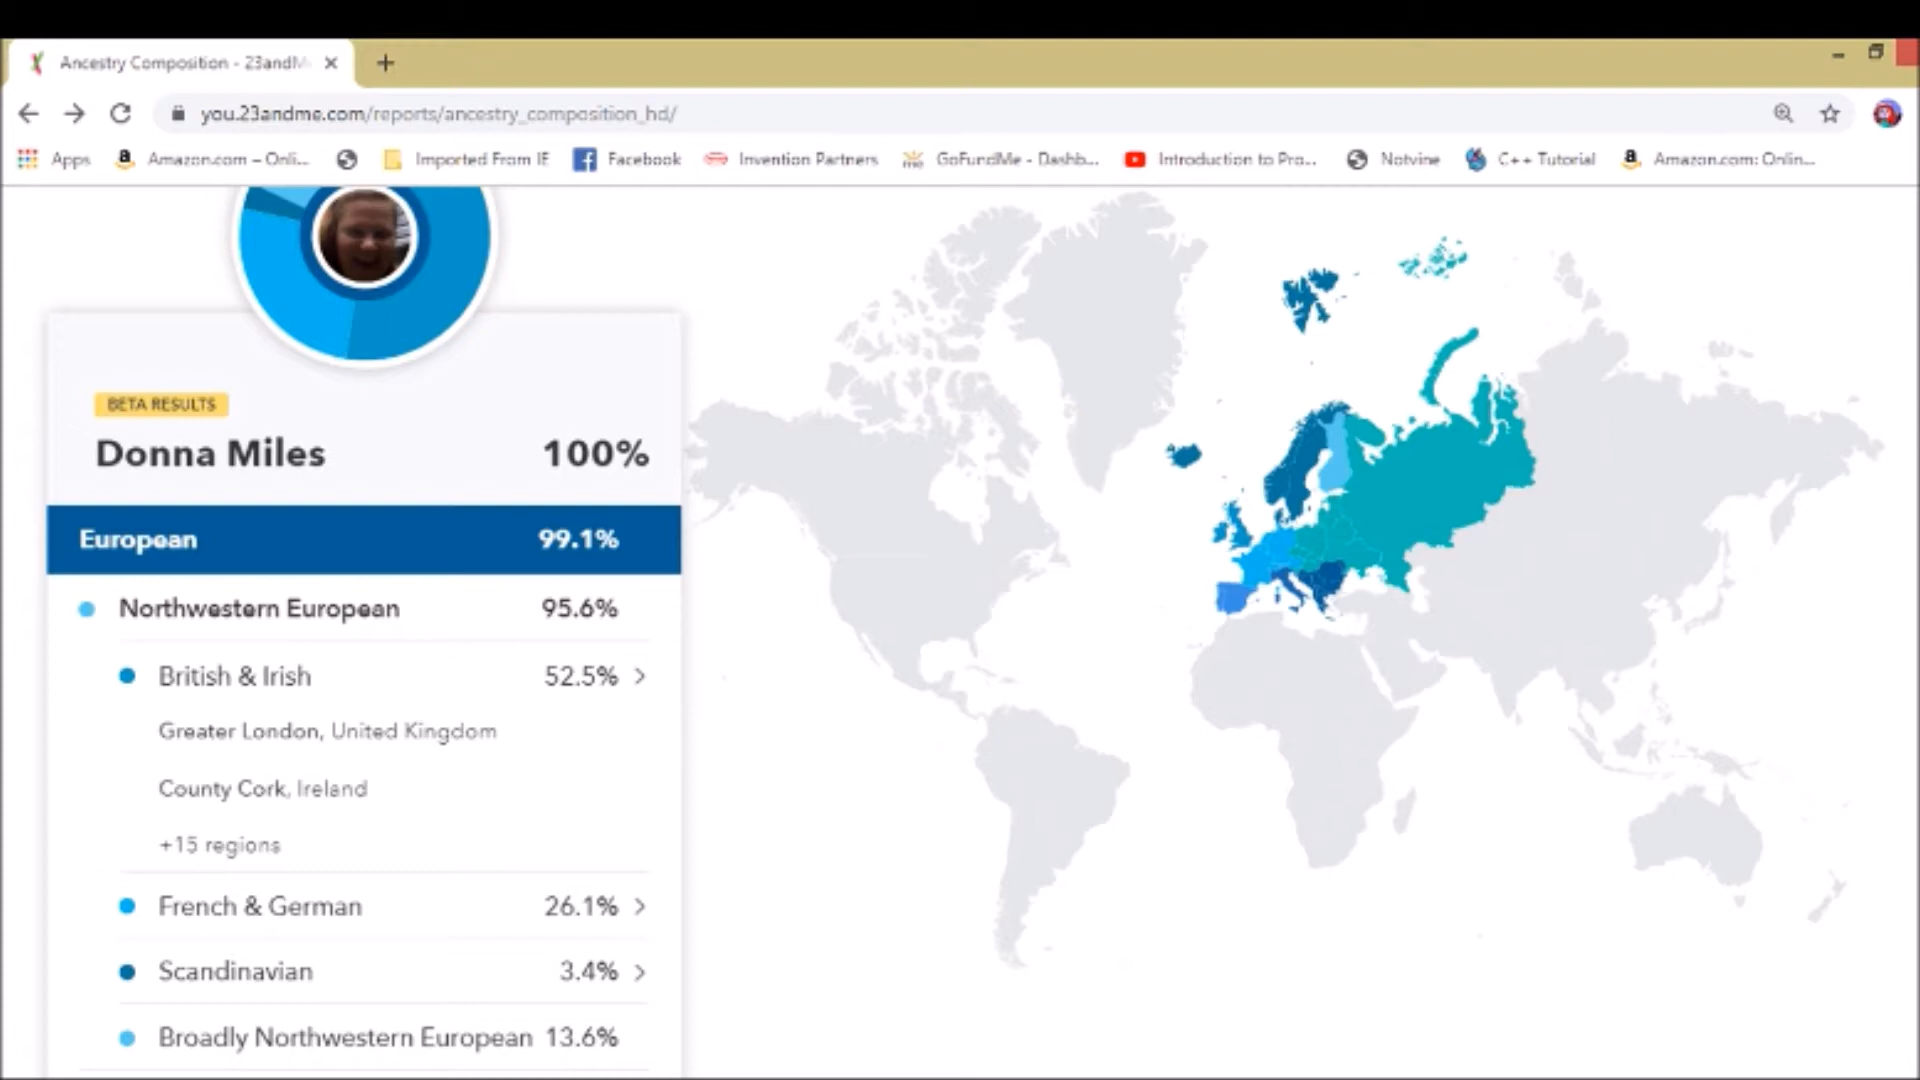 Ancestry Composition - 23andM
you.23andme.com/reports/ancestry_composition_hd/
Apps Amazon.com – Onli... Imported From IE Facebook Invention Partners GoFundMe - Dashb... Introduction to Pro... Notvine C++ Tutorial Amazon.com: Onlin...
BETA RESULTS
Donna Miles 100%
European 99.1%
Northwestern European 95.6%
British & Irish 52.5%
Greater London, United Kingdom
County Cork, Ireland
+15 regions
French & German 26.1%
Scandinavian 3.4%
Broadly Northwestern European 13.6%